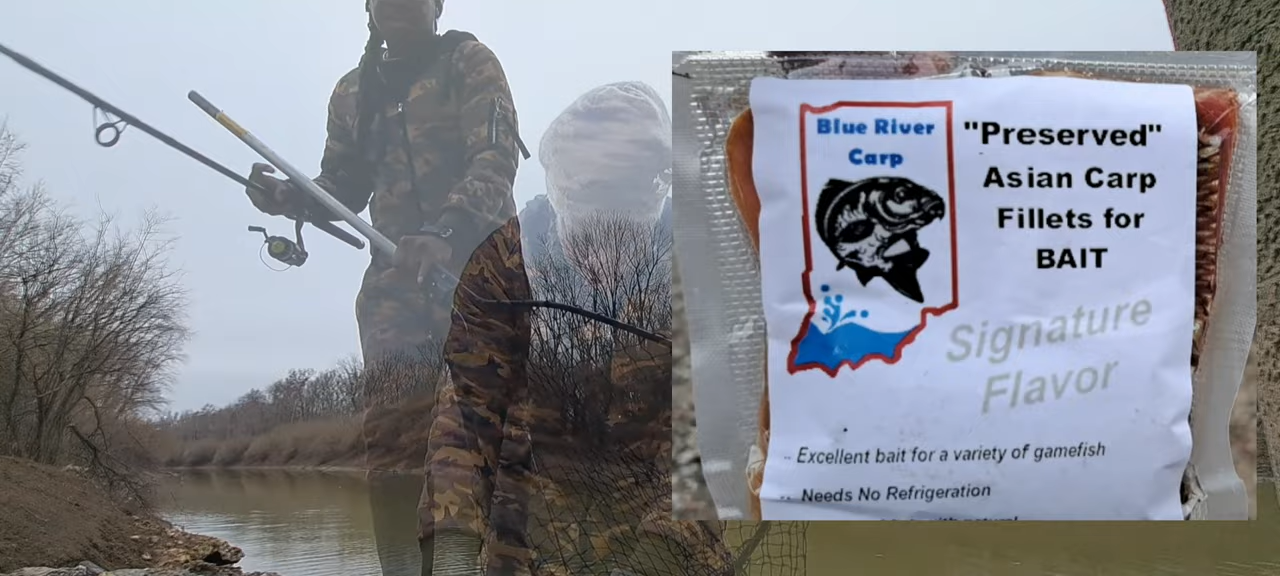 Blue River
Carp
"Preserved"
Asian Carp
Fillets for
BAIT
Signature
Flavor
Excellent bait for a variety of gamefish
Needs No Refrigeration